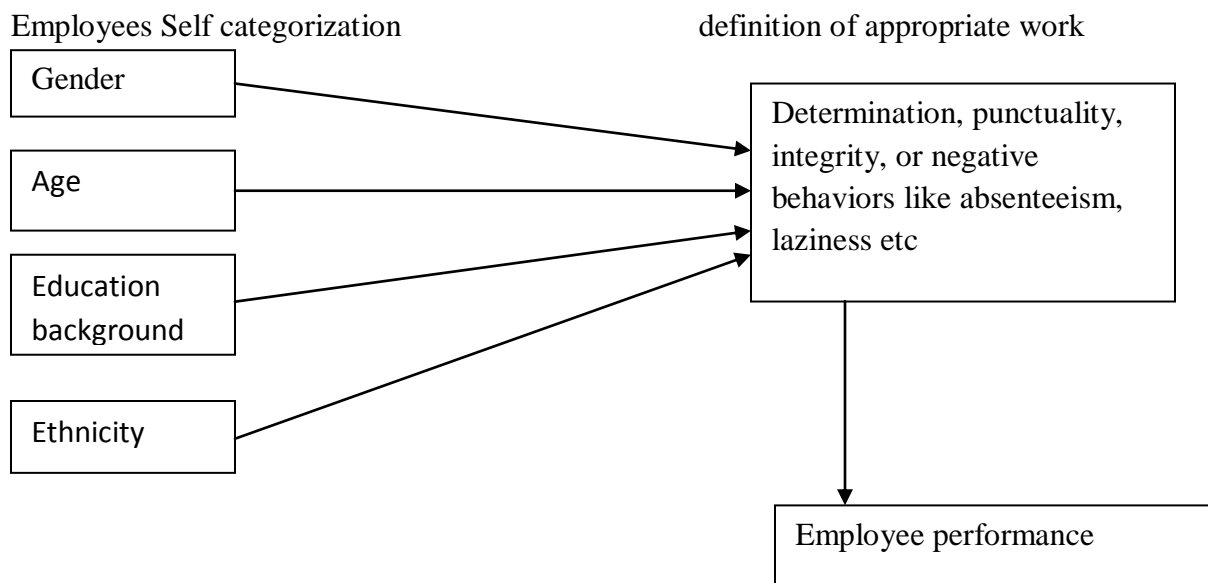 Employees Self categorization
definition of appropriate work
Gender
Age
Education
background
Ethnicity
Determination, punctuality,
integrity, or negative
behaviors like absenteeism,
laziness etc
Employee performance